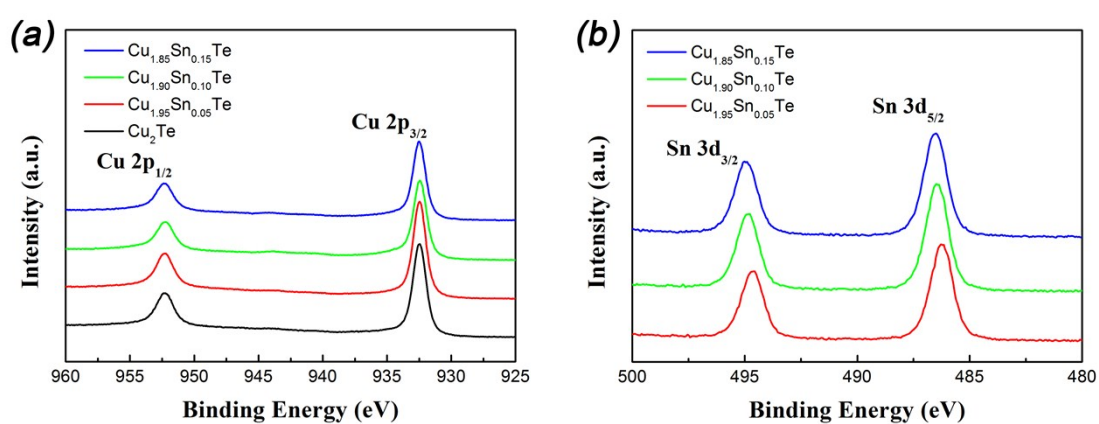 (a)
Cu1.85Sn0.15Te
Cu1.90Sn0.10Te
Cu1.95Sn0.05Te
Cu2Te
Cu 2p3/2
Cu 2p1/2
Intensity (a.u.)
960 955 950 945 940 935 930 925
Binding Energy (eV)
(b)
Cu1.85Sn0.15Te
Cu1.90Sn0.10Te
Cu1.95Sn0.05Te
Sn 3d5/2
Sn 3d3/2
Intensity (a.u.)
500 495 490 485 480
Binding Energy (eV)